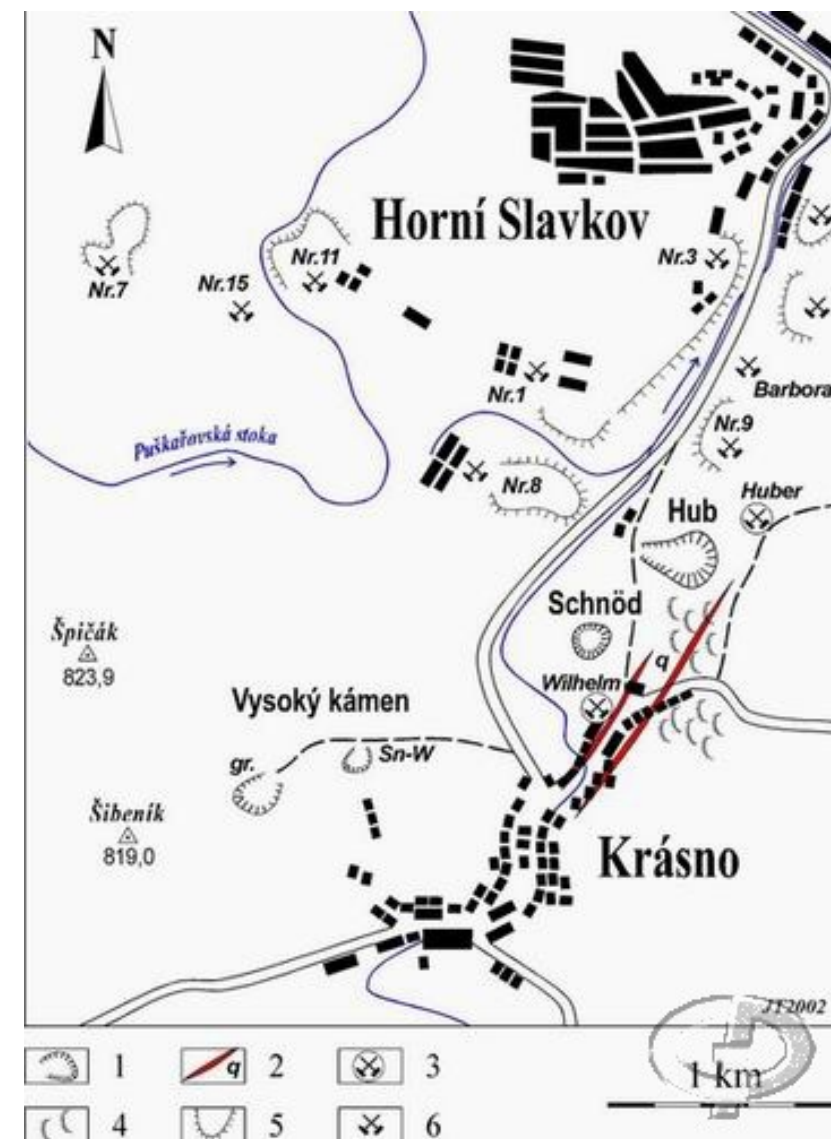 N
Horní Slavkov
Nr.7
Nr.15
Nr.11
Nr.3
Nr.1
Barbora
Nr.9
Puškařovská stoka
Nr.8
Huber
Hub
Schnöd
Špičák
823,9
q
Wilhelm
Vysoký kámen
gr.
Sn-W
Šibeník
819,0
Krásno
JT2002
1
q 2
3
1 km
4
5
6